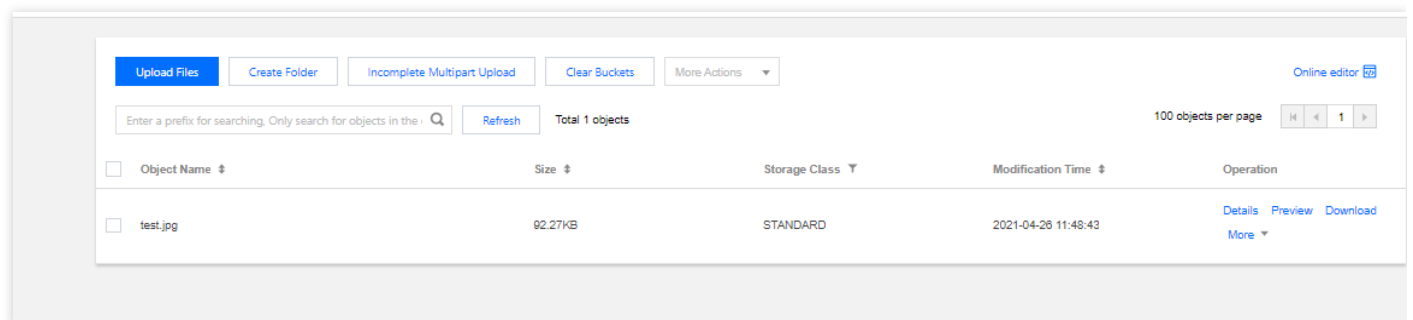 Upload Files Create Folder Incomplete Multipart Upload Clear Buckets More Actions Online editor
Enter a prefix for searching, Only search for objects in the Refresh Total 1 objects 100 objects per page 1
Object Name Size Storage Class Modification Time Operation
test.jpg 92.27KB STANDARD 2021-04-26 11:48:43 Details Preview Download
More